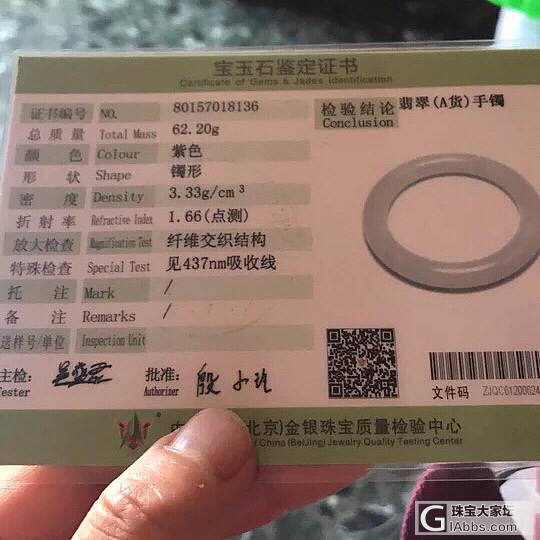 宝玉石鉴定证书
Certificate of Gems & Jades Identification
证书编号 NO. 80157018136
总质量 Total Mass 62.20g
颜色 Colour 紫色
形状 Shape 镯形
密度 Density 3.33g/cm³
折射率 Refractive Index 1.66(点测)
放大检查 Magnification Test 纤维交织结构
特殊检查 Special Test 见437nm吸收线
托注 Mark /
备注 Remarks /
送样号/单位 Inspection Unit
检验结论 翡翠(A货)手镯
Conclusion
主检:
Tester
批准:
Authorizer
文件码 ZJQC61200624
北京)金银珠宝质量检验中心
China (BeiJing) Jewelry Quality Testing Center
珠宝大家坛
GIAbbs.com